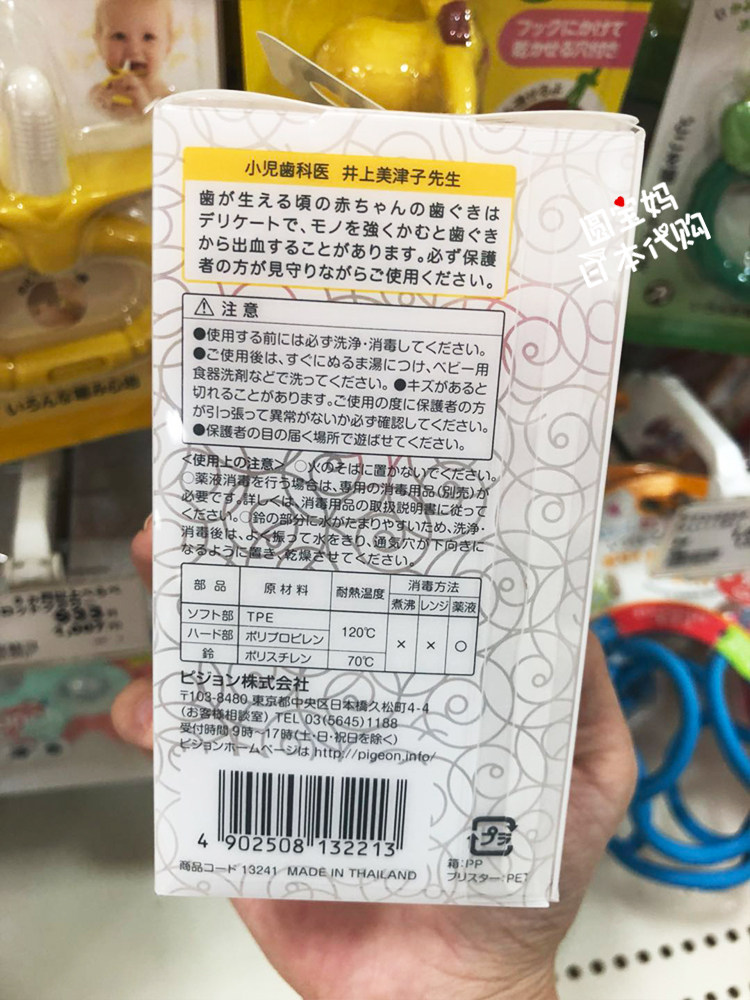 フックにかけて
乾かせる穴付き
小児歯科医 井上美津子先生
歯が生える頃の赤ちゃんの歯ぐきは
デリケートで、モノを強くかむと歯ぐき
から出血することがあります。必ず保護
者の方が見守りながらご使用ください。
圆宝妈
日本代购
⚠ 注意
●使用する前には必ず洗浄・消毒してください。
●ご使用後は、すぐにぬるま湯につけ、ベビー用
食器洗剤などで洗ってください。●キズがあると
切れることがあります。ご使用の度に保護者の方
が引っ張って異常がないか必ず確認してください。
●保護者の目の届く場所で遊ばせてください。
<使用上の注意> ○火のそばに置かないでください。
○薬液消毒を行う場合は、専用の消毒用品(別売)が
必要です。詳しくは、消毒用品の取扱説明書に従って
ください。○鈴の部分に水がたまりやすいため、洗浄・
消毒後は、よく振って水をきり、通気穴が下向きに
なるように置き、乾燥させてください。
部品 原材料 耐熱温度 消毒方法
煮沸 レンジ 薬液
ソフト部 TPE 120℃ × × ○
ハード部 ポリプロピレン
鈴 ポリスチレン 70℃
ピジョン株式会社
〒103-8480 東京都中央区日本橋久松町4-4
(お客様相談室) TEL 03(5645)1188
受付時間 9時〜17時(土・日・祝日を除く)
ピジョンホームページは http://pigeon.info/
4 902508 132213
商品コード 13241 MADE IN THAILAND
プラ
箱:PP
ブリスター:PET
いろんな噛み心地